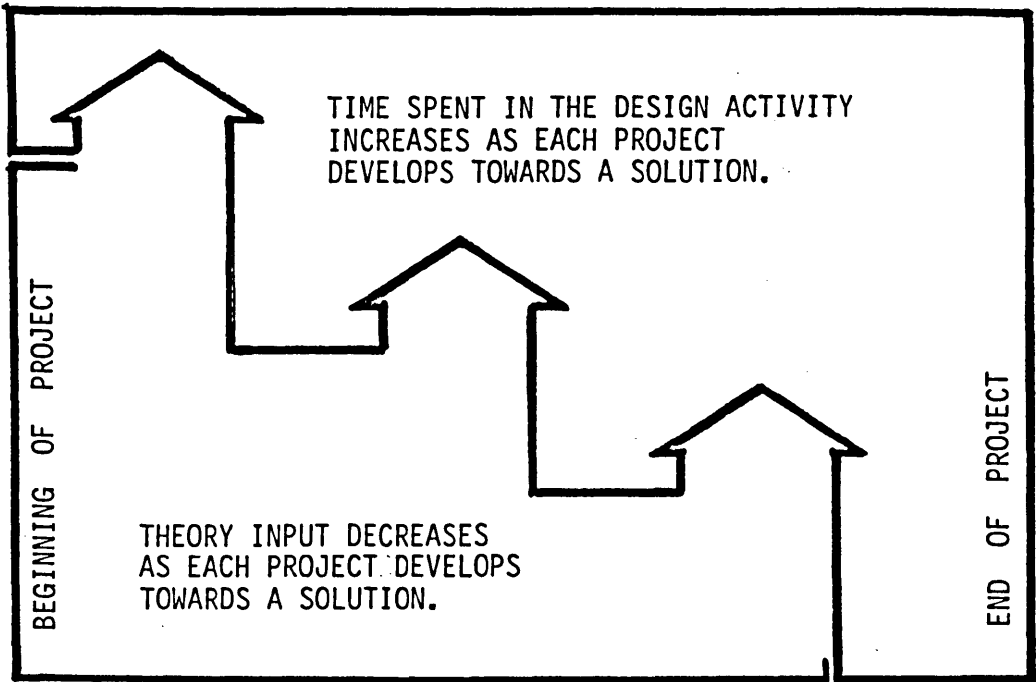 TIME SPENT IN THE DESIGN ACTIVITY
INCREASES AS EACH PROJECT
DEVELOPS TOWARDS A SOLUTION.
BEGINNING OF PROJECT
END OF PROJECT
THEORY INPUT DECREASES
AS EACH PROJECT DEVELOPS
TOWARDS A SOLUTION.